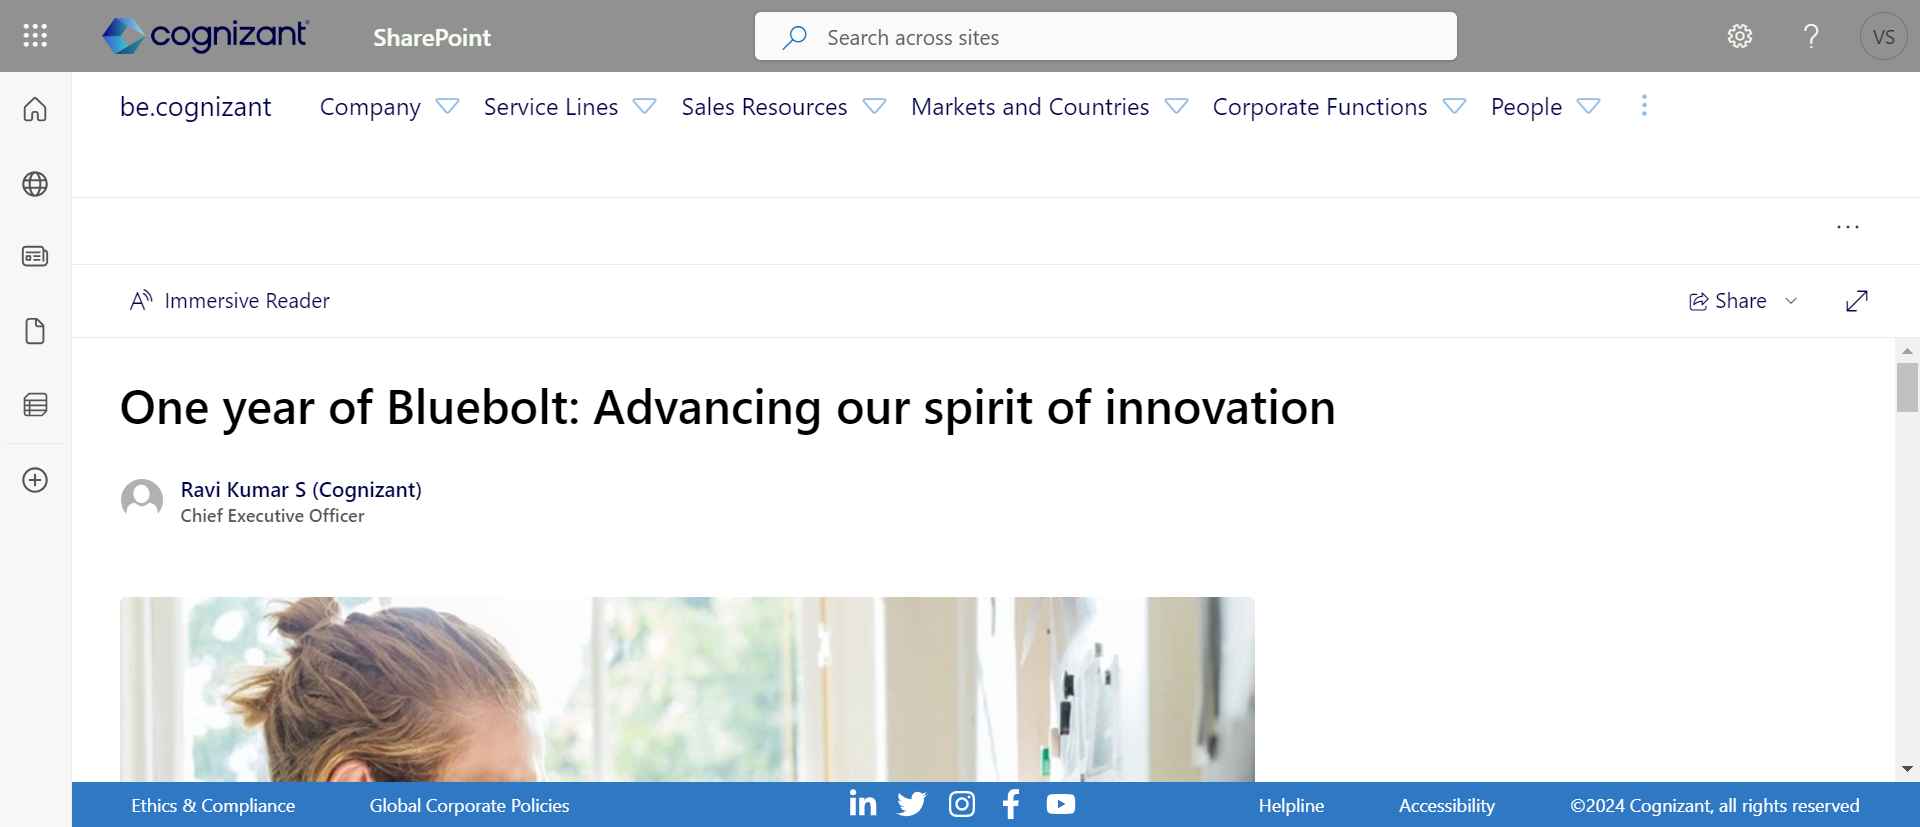 cognizant
SharePoint
Search across sites
VS
be.cognizant
Company
Service Lines
Sales Resources
Markets and Countries
Corporate Functions
People
Immersive Reader
Share
One year of Bluebolt: Advancing our spirit of innovation
Ravi Kumar S (Cognizant)
Chief Executive Officer
Ethics & Compliance
Global Corporate Policies
Helpline
Accessibility
©2024 Cognizant, all rights reserved